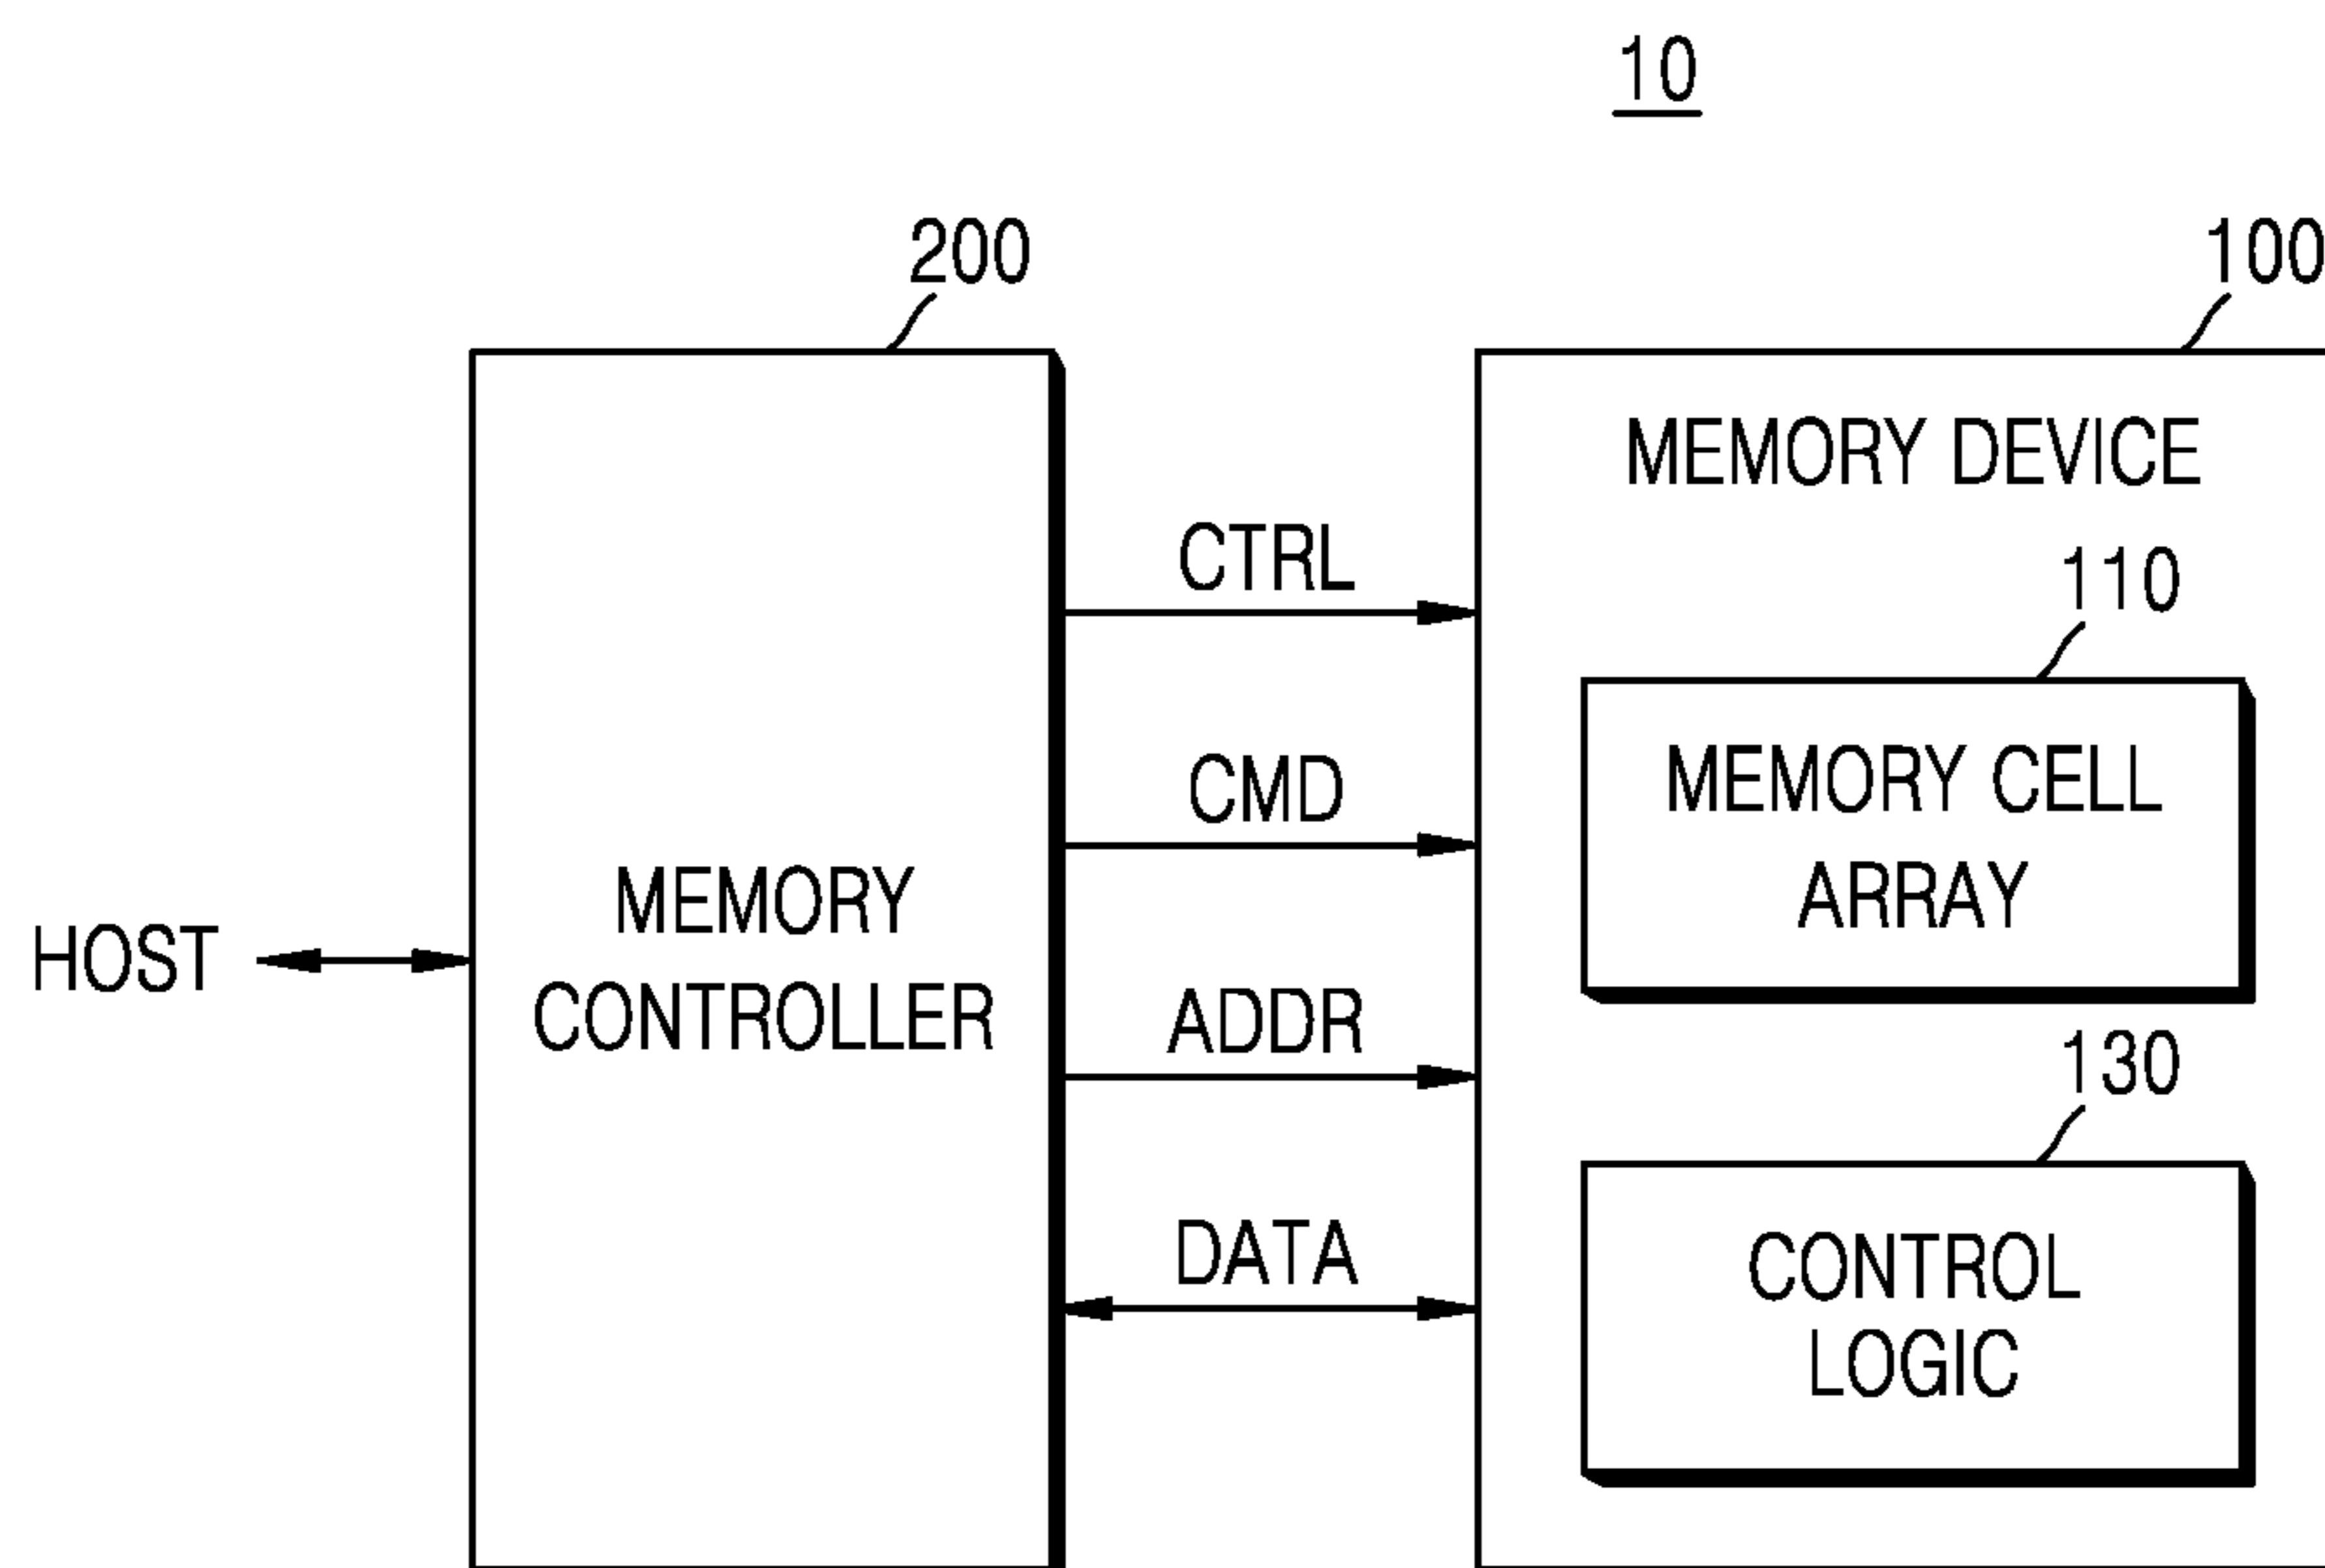 10
200
100
MEMORY DEVICE
CTRL
110
CMD
MEMORY CELL
ARRAY
MEMORY
CONTROLLER
HOST
ADDR
130
DATA
CONTROL
LOGIC